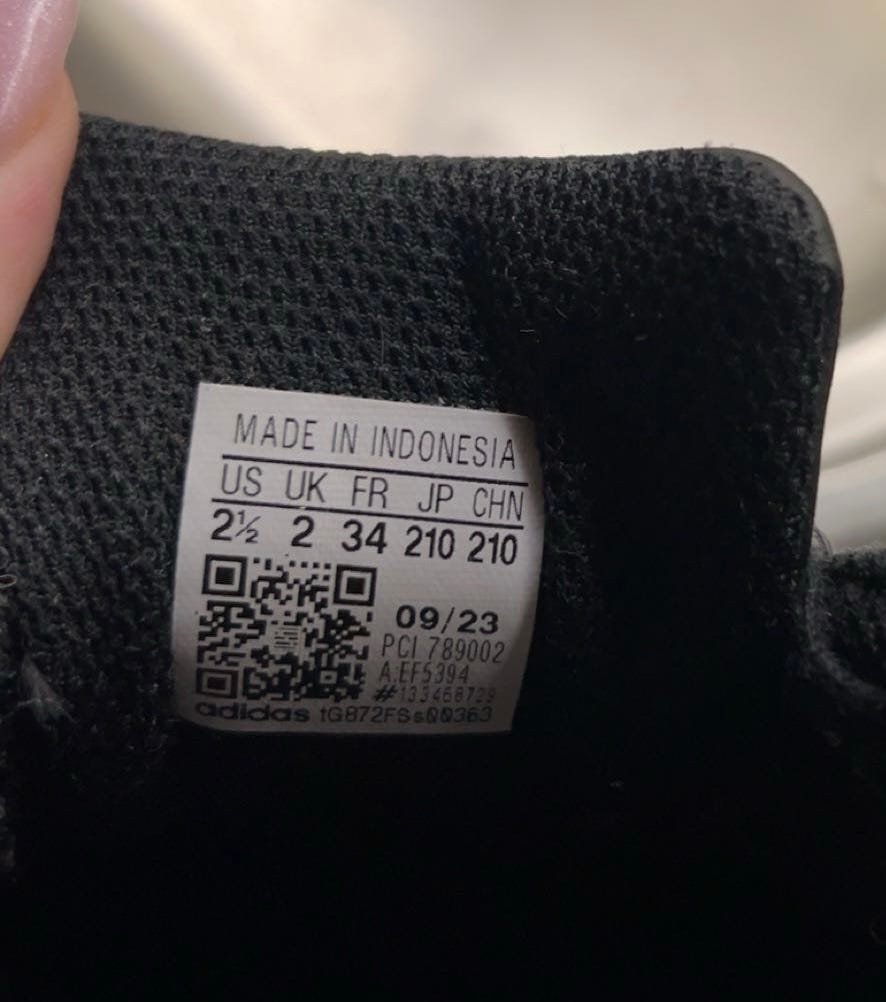 MADE IN INDONESIA
US UK FR JP CHN
2½ 2 34 210 210
09/23
PCI 789002
A:EF5394
#133468729
adidas tG872FSs00363